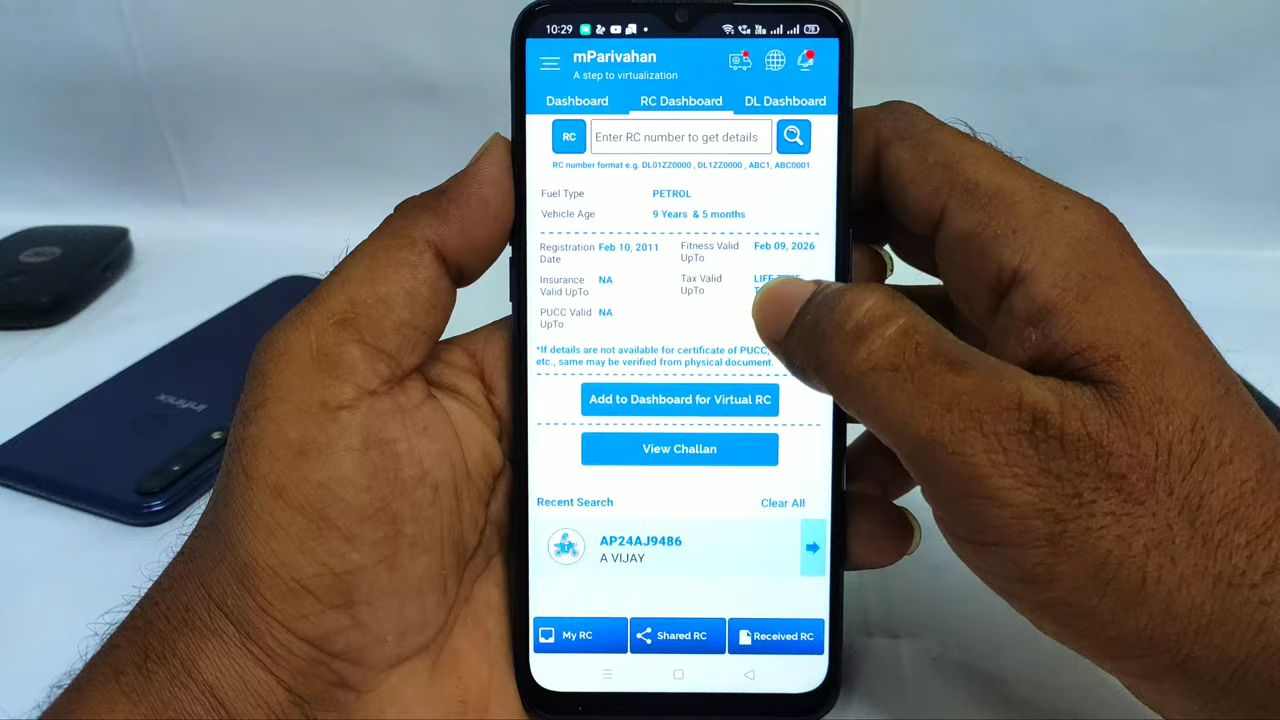 10:29
78
mParivahan
A step to virtualization
Dashboard RC Dashboard DL Dashboard
RC Enter RC number to get details
RC number format e.g. DL01ZZ0000 , DL1ZZ0000 , ABC1, ABC0001.
Fuel Type PETROL
Vehicle Age 9 Years & 5 months
Registration Date Feb 10, 2011 Fitness Valid UpTo Feb 09, 2026
Insurance Valid UpTo NA Tax Valid UpTo
PUCC Valid UpTo NA
*If details are not available for certificate of PUCC,
etc., same may be verified from physical document.
Add to Dashboard for Virtual RC
View Challan
Recent Search Clear All
AP24AJ9486
A VIJAY
My RC Shared RC Received RC
Infinix